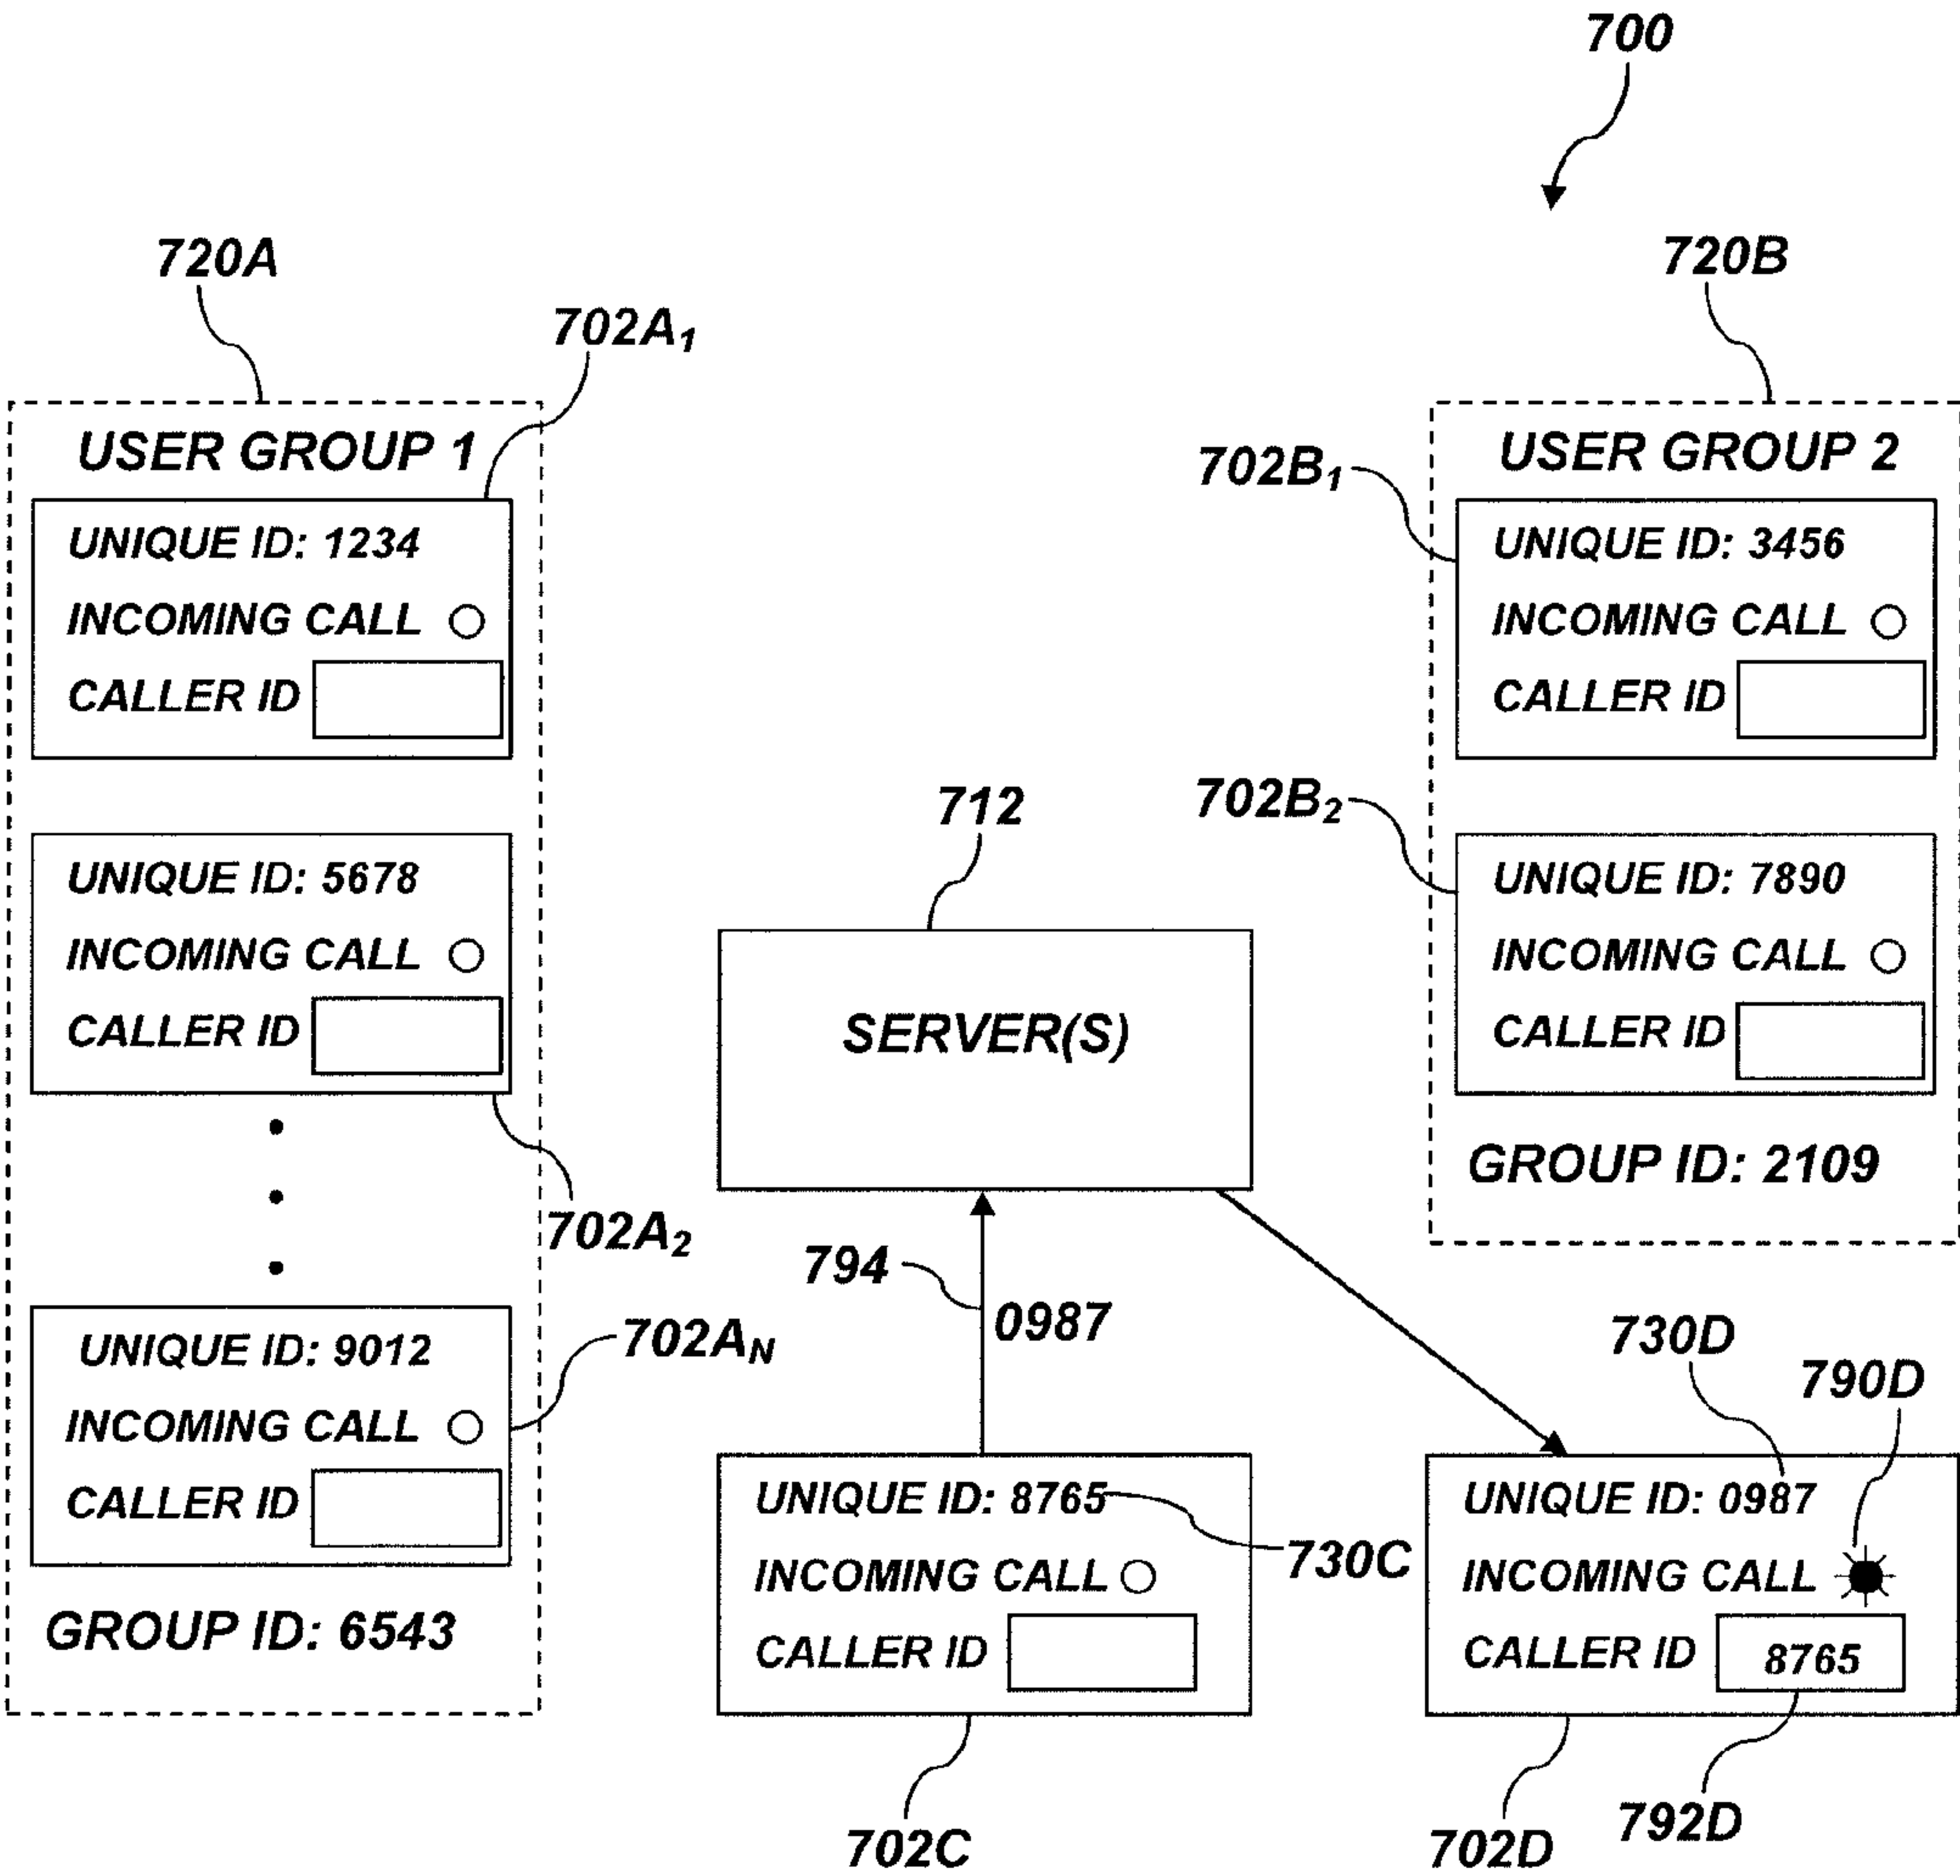 700
720A
720B
702A1
USER GROUP 1
UNIQUE ID: 1234
INCOMING CALL
CALLER ID
UNIQUE ID: 5678
INCOMING CALL
CALLER ID
702A2
UNIQUE ID: 9012
INCOMING CALL
CALLER ID
702AN
GROUP ID: 6543
712
SERVER(S)
794
0987
UNIQUE ID: 8765
730C
INCOMING CALL
CALLER ID
702C
702B1
USER GROUP 2
UNIQUE ID: 3456
INCOMING CALL
CALLER ID
702B2
UNIQUE ID: 7890
INCOMING CALL
CALLER ID
GROUP ID: 2109
730D
790D
UNIQUE ID: 0987
INCOMING CALL
CALLER ID 8765
792D
702D